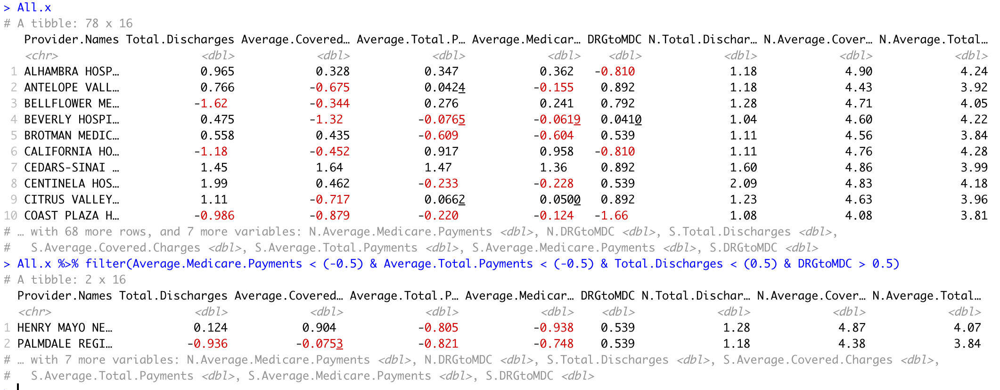 > All.x
# A tibble: 78 x 16
Provider.Names Total.Discharges Average.Covered… Average.Total.P… Average.Medicar… DRGtoMDC N.Total.Dischar… N.Average.Cover… N.Average.Total…
<chr> <dbl> <dbl> <dbl> <dbl> <dbl> <dbl> <dbl> <dbl>
1 ALHAMBRA HOSP… 0.965 0.328 0.347 0.362 -0.810 1.18 4.90 4.24
2 ANTELOPE VALL… 0.766 -0.675 0.0424 -0.155 0.892 1.18 4.43 3.92
3 BELLFLOWER ME… -1.62 -0.344 0.276 0.241 0.792 1.28 4.71 4.05
4 BEVERLY HOSPI… 0.475 -1.32 -0.0765 -0.0619 0.0410 1.04 4.60 4.22
5 BROTMAN MEDIC… 0.558 0.435 -0.609 -0.604 0.539 1.11 4.56 3.84
6 CALIFORNIA HO… -1.18 -0.452 0.917 0.958 -0.810 1.11 4.76 4.28
7 CEDARS-SINAI … 1.45 1.64 1.47 1.36 0.892 1.60 4.86 3.99
8 CENTINELA HOS… 1.99 0.462 -0.233 -0.228 0.539 2.09 4.83 4.18
9 CITRUS VALLEY… 1.11 -0.717 0.0662 0.0500 0.892 1.23 4.63 3.96
10 COAST PLAZA H… -0.986 -0.879 -0.220 -0.124 -1.66 1.08 4.08 3.81
# … with 68 more rows, and 7 more variables: N.Average.Medicare.Payments <dbl>, N.DRGtoMDC <dbl>, S.Total.Discharges <dbl>,
# S.Average.Covered.Charges <dbl>, S.Average.Total.Payments <dbl>, S.Average.Medicare.Payments <dbl>, S.DRGtoMDC <dbl>
> All.x %>% filter(Average.Medicare.Payments < (-0.5) & Average.Total.Payments < (-0.5) & Total.Discharges < (0.5) & DRGtoMDC > 0.5)
# A tibble: 2 x 16
Provider.Names Total.Discharges Average.Covered… Average.Total.P… Average.Medicar… DRGtoMDC N.Total.Dischar… N.Average.Cover… N.Average.Total…
<chr> <dbl> <dbl> <dbl> <dbl> <dbl> <dbl> <dbl> <dbl>
1 HENRY MAYO NE… 0.124 0.904 -0.805 -0.938 0.539 1.28 4.87 4.07
2 PALMDALE REGI… -0.936 -0.0753 -0.821 -0.748 0.539 1.18 4.38 3.84
# … with 7 more variables: N.Average.Medicare.Payments <dbl>, N.DRGtoMDC <dbl>, S.Total.Discharges <dbl>, S.Average.Covered.Charges <dbl>,
# S.Average.Total.Payments <dbl>, S.Average.Medicare.Payments <dbl>, S.DRGtoMDC <dbl>